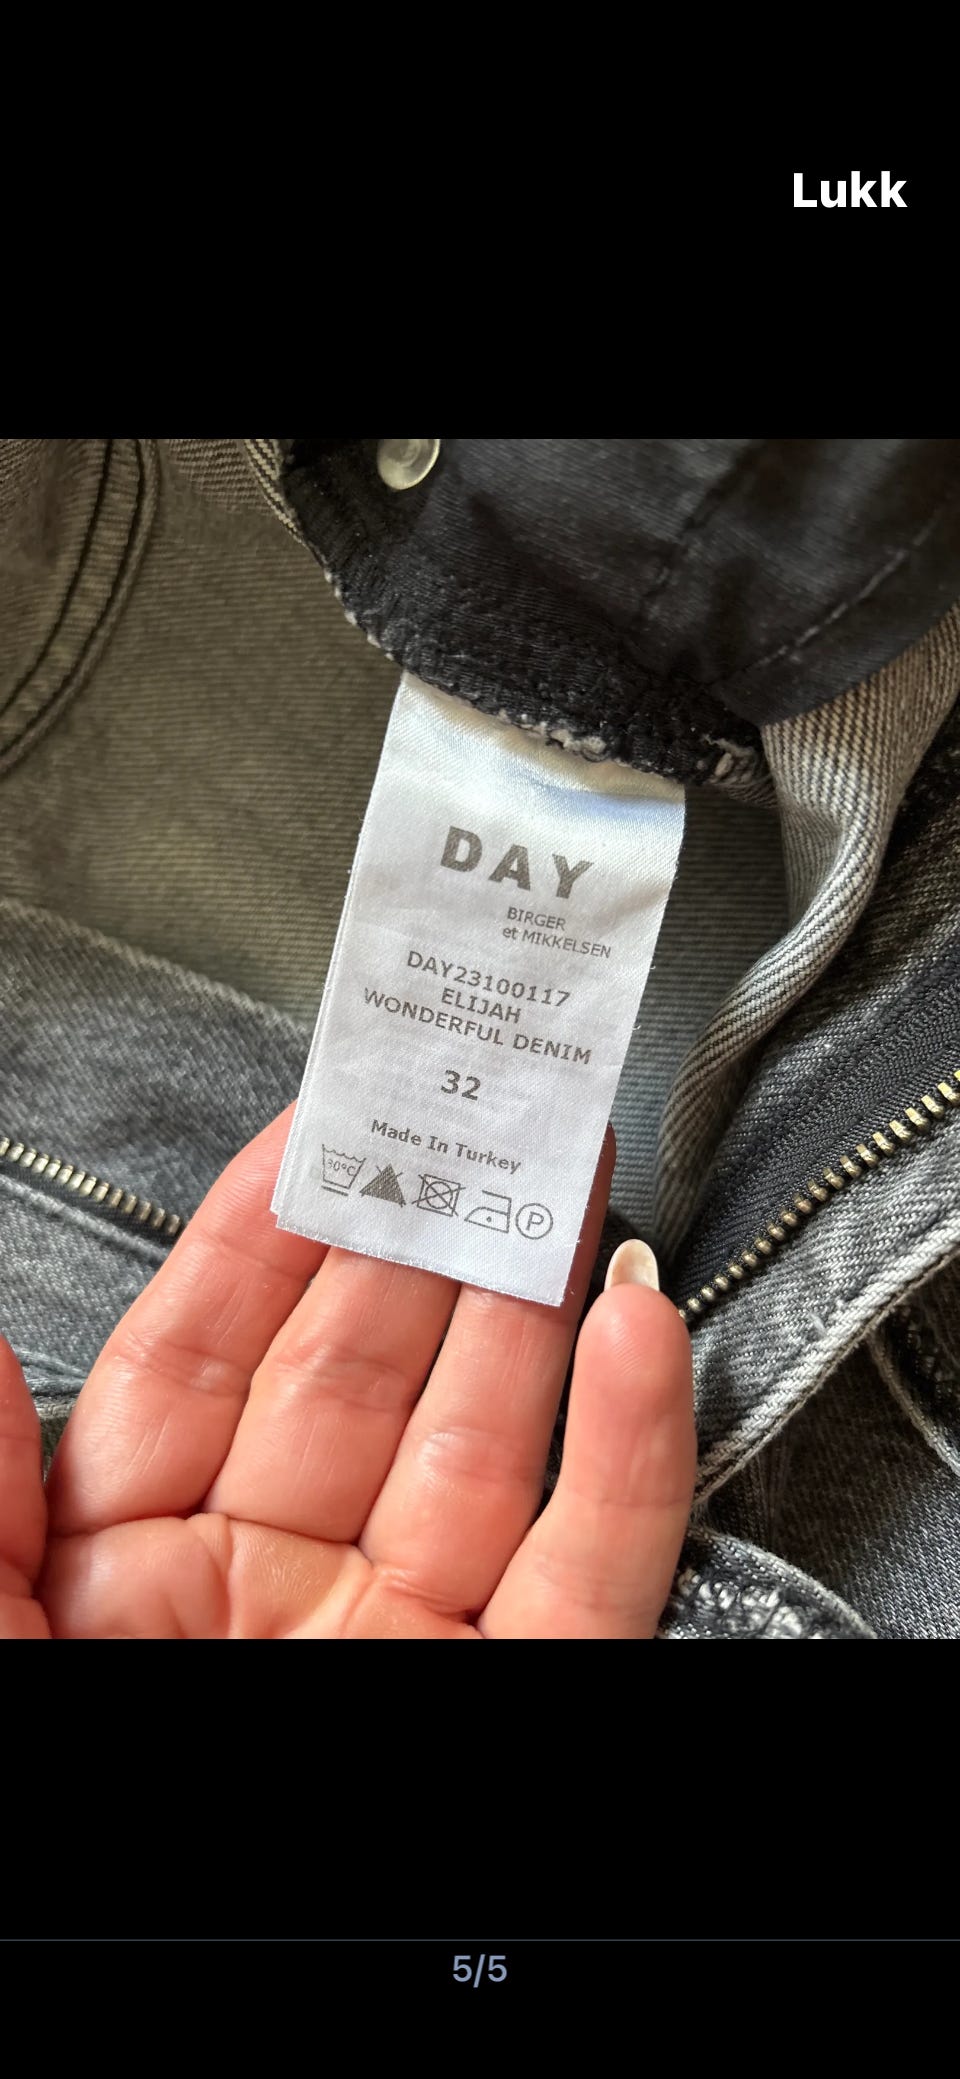 Lukk
DAY
BIRGER
et MIKKELSEN
DAY23100117
ELIJAH
WONDERFUL DENIM
32
Made In Turkey
30°C
P
5/5